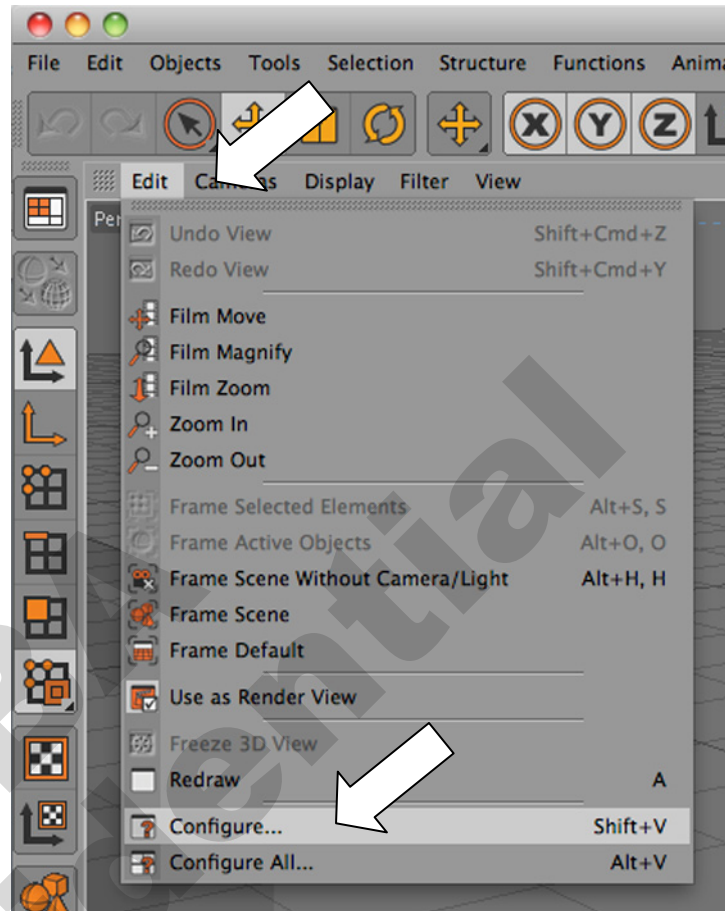 File Edit Objects Tools Selection Structure Functions
X Y Z
Edit Display Filter View
Undo View Shift+Cmd+Z
Redo View Shift+Cmd+Y
Film Move
Film Magnify
Film Zoom
Zoom In
Zoom Out
Frame Selected Elements Alt+S, S
Frame Active Objects Alt+O, O
Frame Scene Without Camera/Light Alt+H, H
Frame Scene
Frame Default
Use as Render View
Freeze 3D View
Redraw A
Configure... Shift+V
Configure All... Alt+V